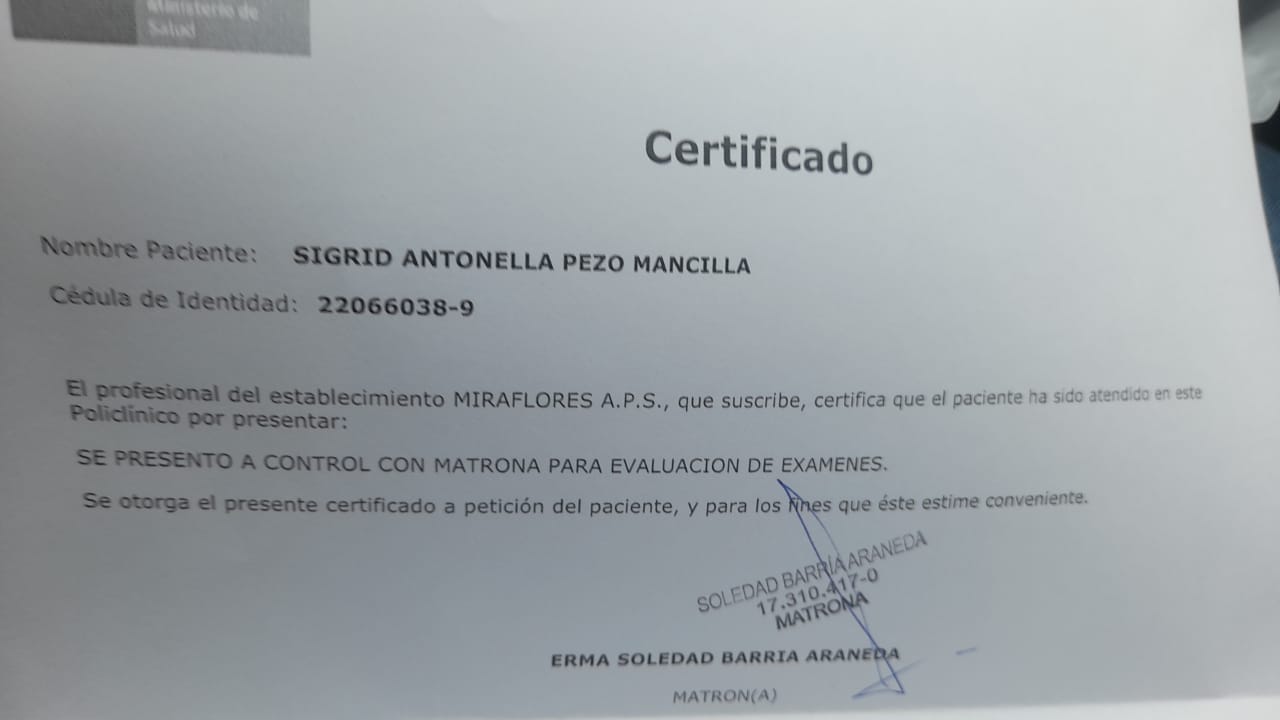 Ministerio de
Salud
Certificado
Nombre Paciente: SIGRID ANTONELLA PEZO MANCILLA
Cédula de Identidad: 22066038-9
El profesional del establecimiento MIRAFLORES A.P.S., que suscribe, certifica que el paciente ha sido atendido en este
Policlínico por presentar:
SE PRESENTO A CONTROL CON MATRONA PARA EVALUACION DE EXAMENES.
Se otorga el presente certificado a petición del paciente, y para los fines que éste estime conveniente.
SOLEDAD BARRÍA ARANEDA
17.310.417-0
MATRONA
ERMA SOLEDAD BARRIA ARANEDA
MATRON(A)